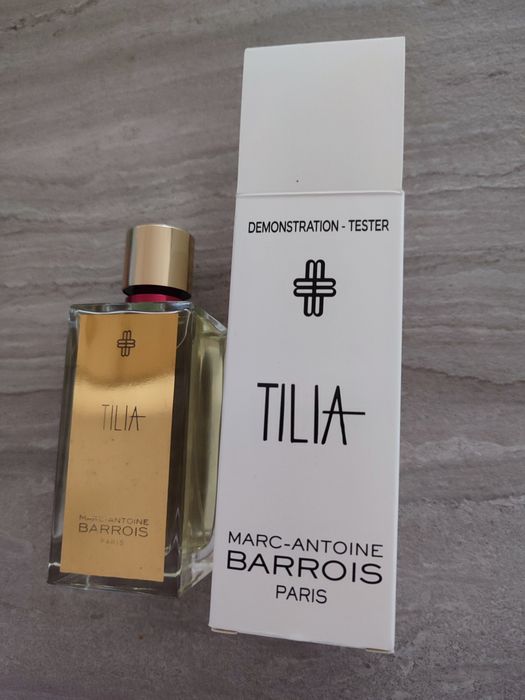 DEMONSTRATION - TESTER
TILIA
MARC-ANTOINE
BARROIS
PARIS
TILIA
MARC-ANTOINE
BARROIS
PARIS